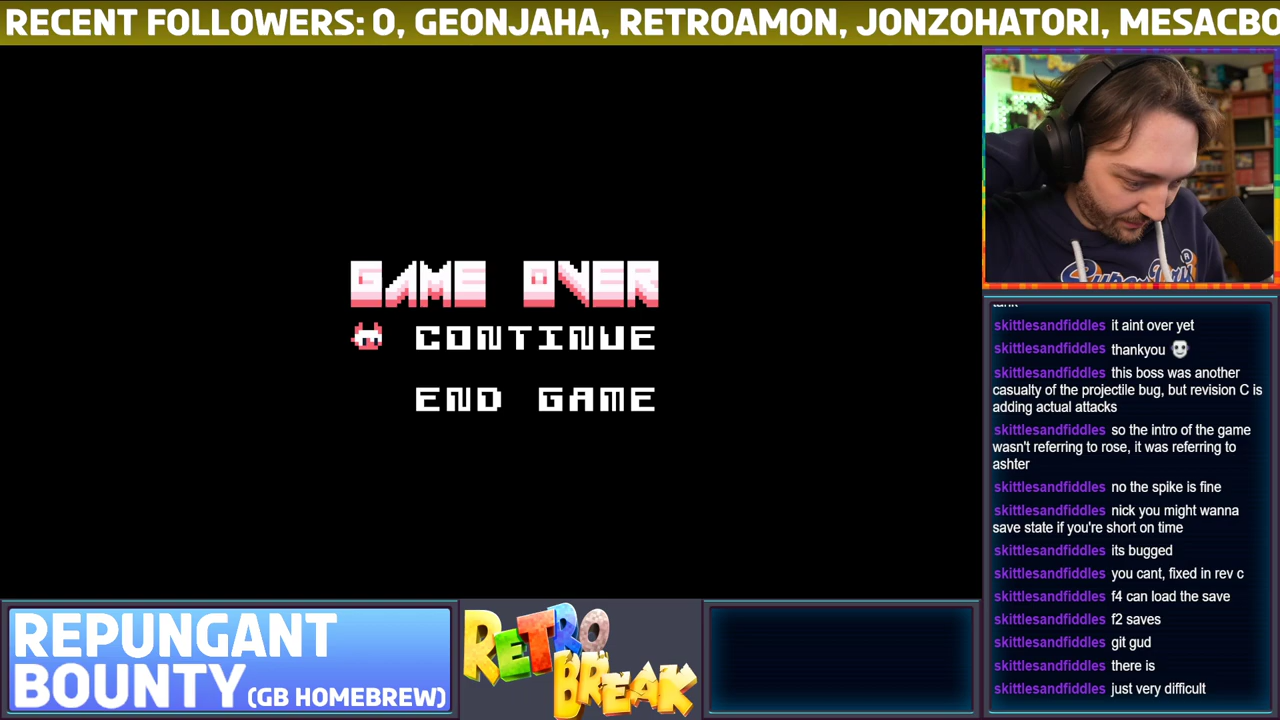 RECENT FOLLOWERS: O, GEONJAHA, RETROAMON, JONZOHATORI, MESACBO
GAME OVER
CONTINUE
END GAME
skittlesandfiddles it aint over yet
skittlesandfiddles thankyou
skittlesandfiddles this boss was another
casualty of the projectile bug, but revision C is
adding actual attacks
skittlesandfiddles so the intro of the game
wasn't referring to rose, it was referring to
ashter
skittlesandfiddles no the spike is fine
skittlesandfiddles nick you might wanna
save state if you're short on time
skittlesandfiddles its bugged
skittlesandfiddles you cant, fixed in rev c
skittlesandfiddles f4 can load the save
skittlesandfiddles f2 saves
skittlesandfiddles git gud
skittlesandfiddles there is
skittlesandfiddles just very difficult
REPUNGANT
BOUNTY (GB HOMEBREW)
RETRO
BREAK